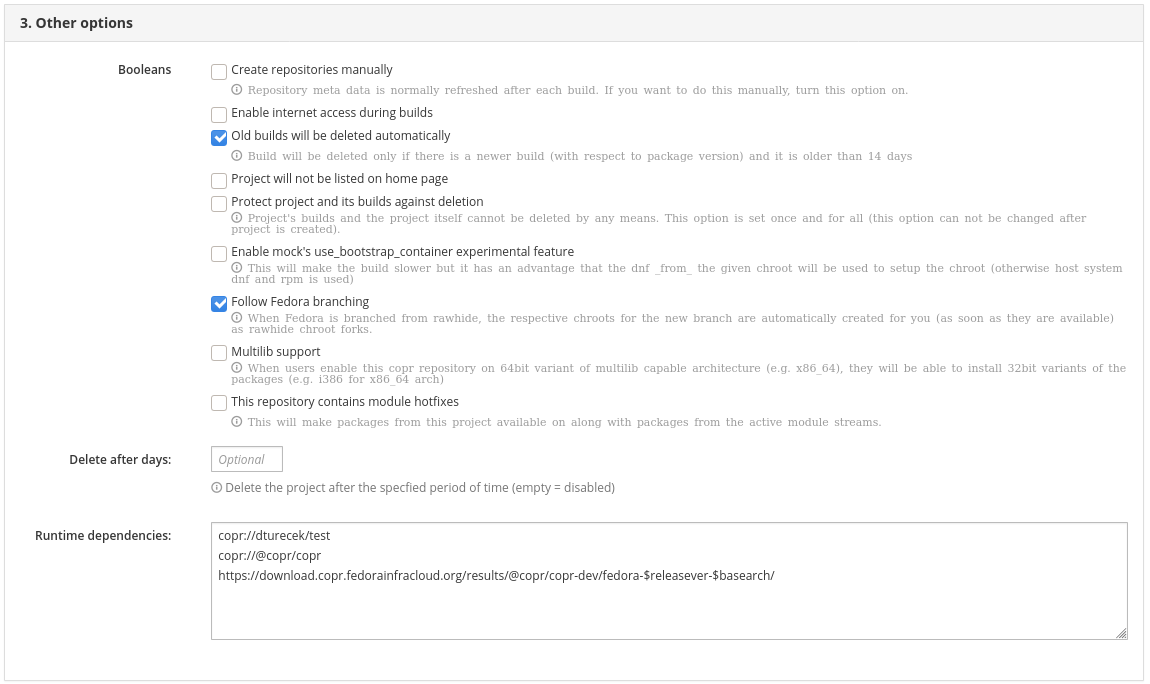 3. Other options
Booleans
Create repositories manually
Repository meta data is normally refreshed after each build. If you want to do this manually, turn this option on.
Enable internet access during builds
Old builds will be deleted automatically
Build will be deleted only if there is a newer build (with respect to package version) and it is older than 14 days
Project will not be listed on home page
Protect project and its builds against deletion
Project's builds and the project itself cannot be deleted by any means. This option is set once and for all (this option can not be changed after
project is created).
Enable mock's use_bootstrap_container experimental feature
This will make the build slower but it has an advantage that the dnf _from_ the given chroot will be used to setup the chroot (otherwise host system
dnf and rpm is used)
Follow Fedora branching
When Fedora is branched from rawhide, the respective chroots for the new branch are automatically created for you (as soon as they are available)
as rawhide chroot forks.
Multilib support
When users enable this copr repository on 64bit variant of multilib capable architecture (e.g. x86_64), they will be able to install 32bit variants of the
packages (e.g. i386 for x86_64 arch)
This repository contains module hotfixes
This will make packages from this project available on along with packages from the active module streams.
Delete after days:
Optional
Delete the project after the specfied period of time (empty = disabled)
Runtime dependencies:
copr://dturecek/test
copr://@copr/copr
https://download.copr.fedorainfracloud.org/results/@copr/copr-dev/fedora-$releasever-$basearch/